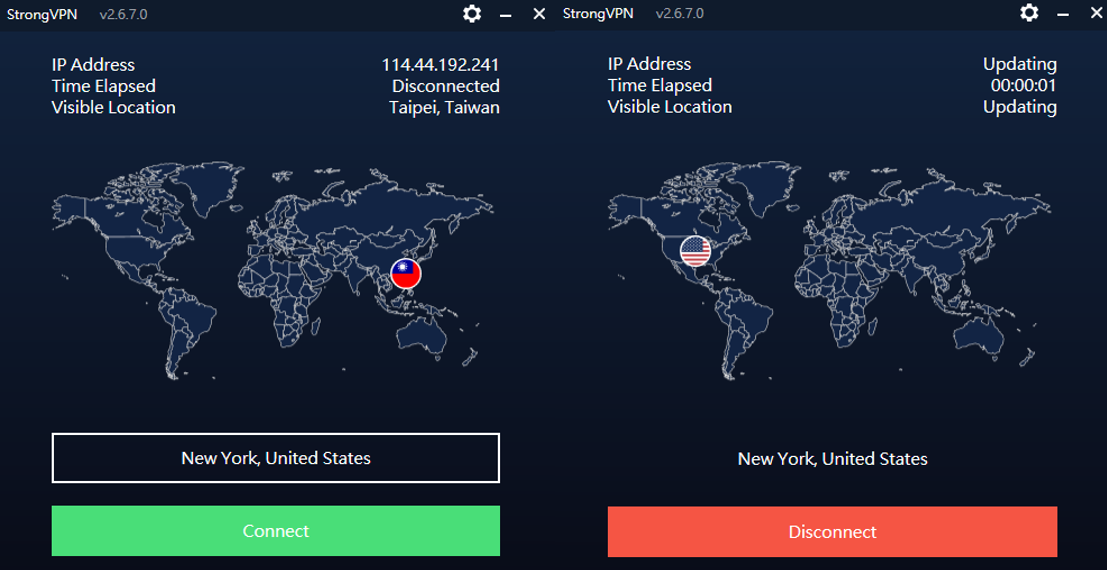 StrongVPN v2.6.7.0
IP Address 114.44.192.241
Time Elapsed Disconnected
Visible Location Taipei, Taiwan
New York, United States
Connect
StrongVPN v2.6.7.0
IP Address Updating
Time Elapsed 00:00:01
Visible Location Updating
New York, United States
Disconnect